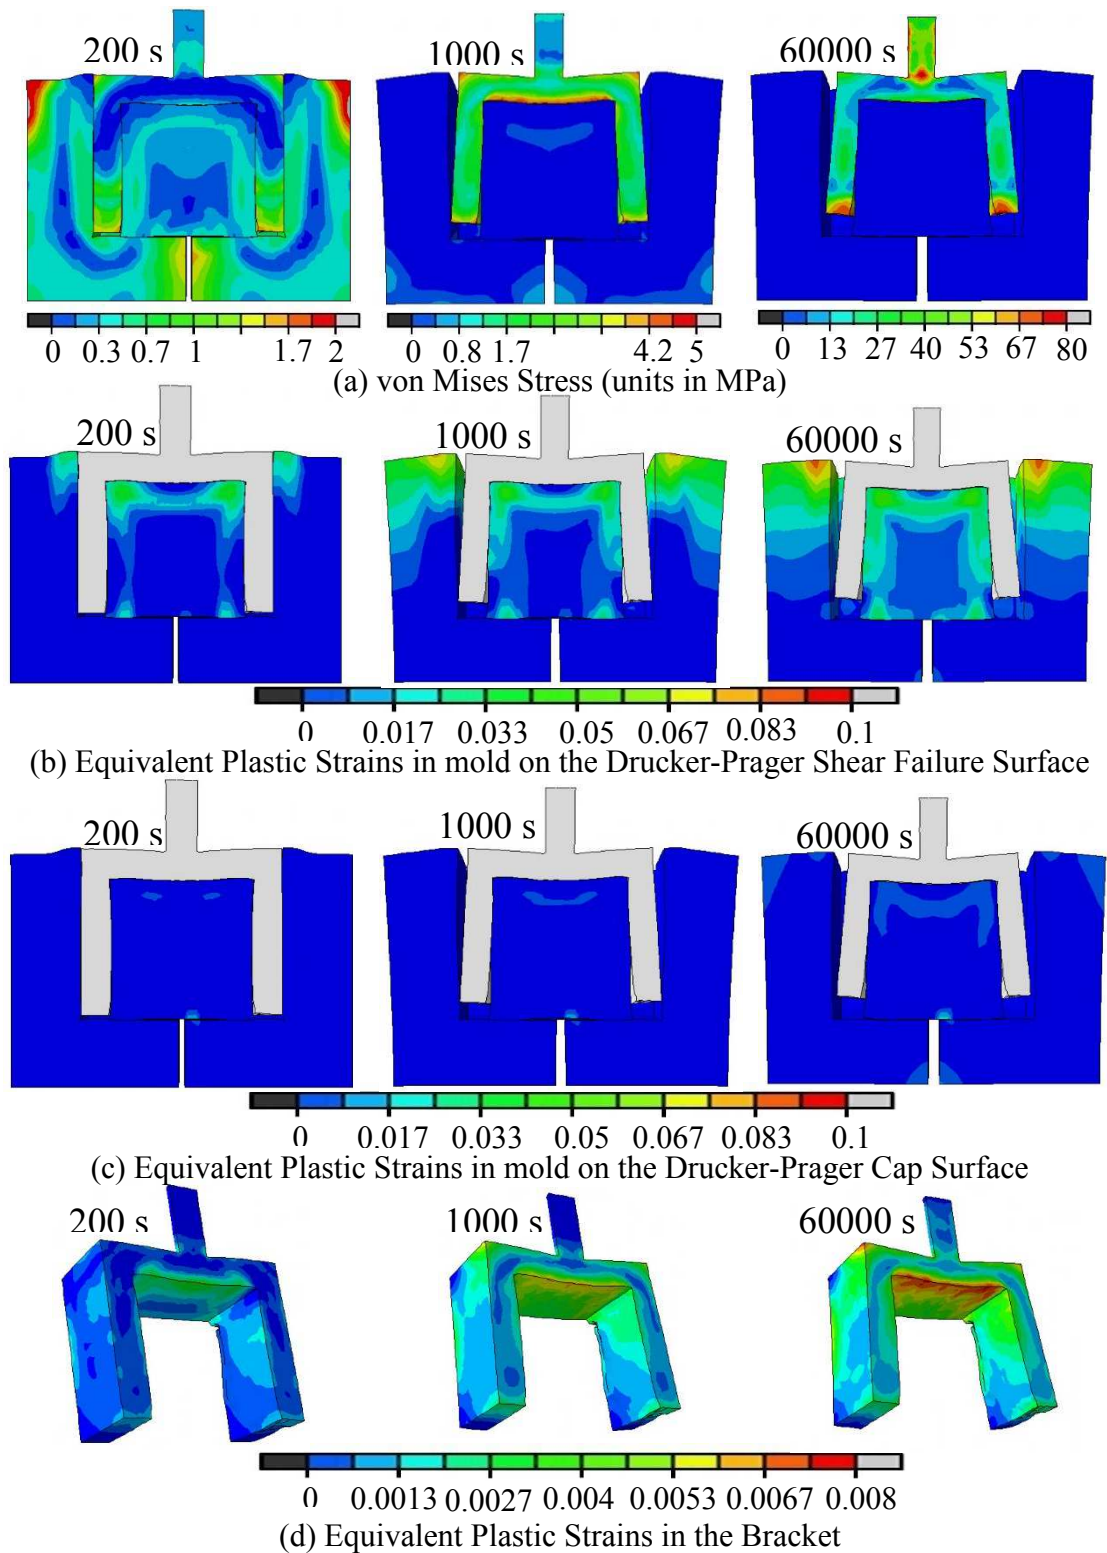 200 s 1000 s 60000 s
0 0.3 0.7 1 1.7 2 0 0.8 1.7 4.2 5 0 13 27 40 53 67 80
(a) von Mises Stress (units in MPa)
200 s 1000 s 60000 s
0 0.017 0.033 0.05 0.067 0.083 0.1
(b) Equivalent Plastic Strains in mold on the Drucker-Prager Shear Failure Surface
200 s 1000 s 60000 s
0 0.017 0.033 0.05 0.067 0.083 0.1
(c) Equivalent Plastic Strains in mold on the Drucker-Prager Cap Surface
200 s 1000 s 60000 s
0 0.0013 0.0027 0.004 0.0053 0.0067 0.008
(d) Equivalent Plastic Strains in the Bracket